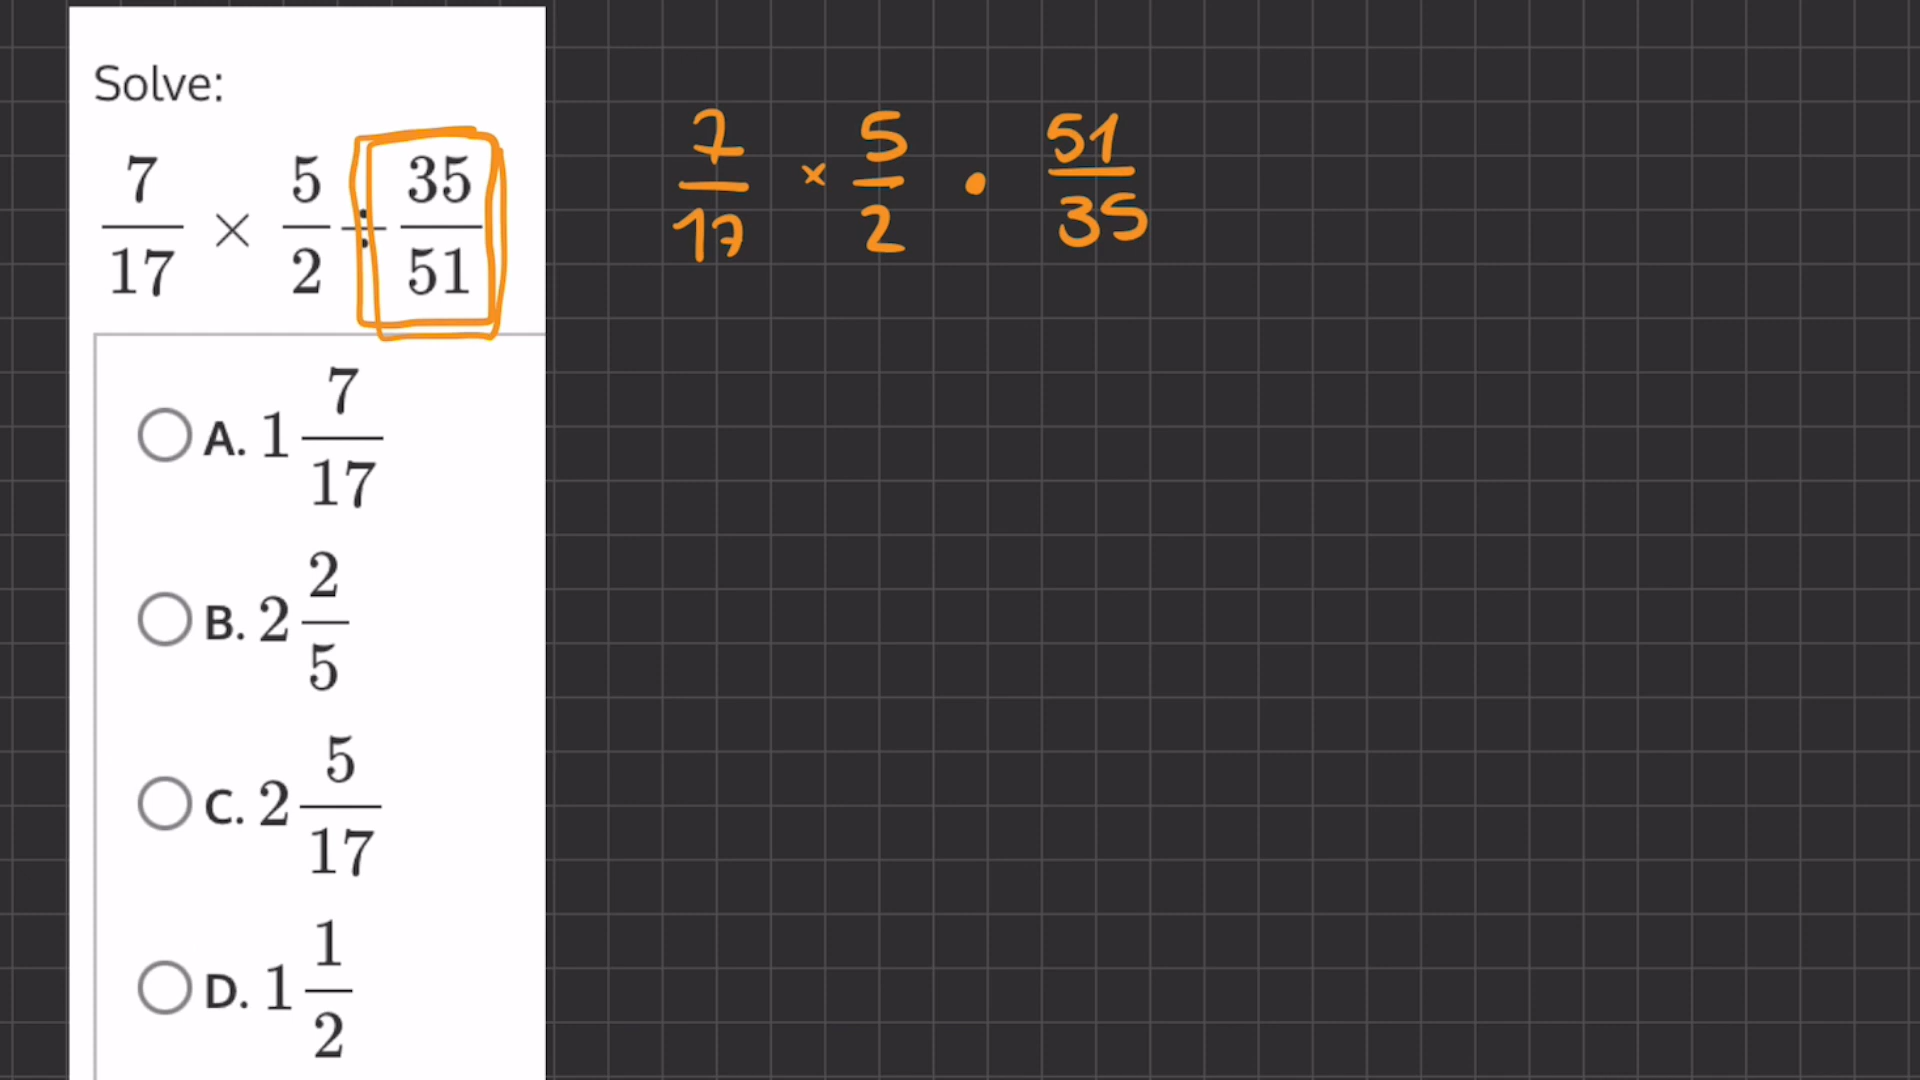 Solve:
7/17 × 5/2 ÷ 35/51
7/17 × 5/2 · 51/35
A. 1 7/17
B. 2 2/5
C. 2 5/17
D. 1 1/2